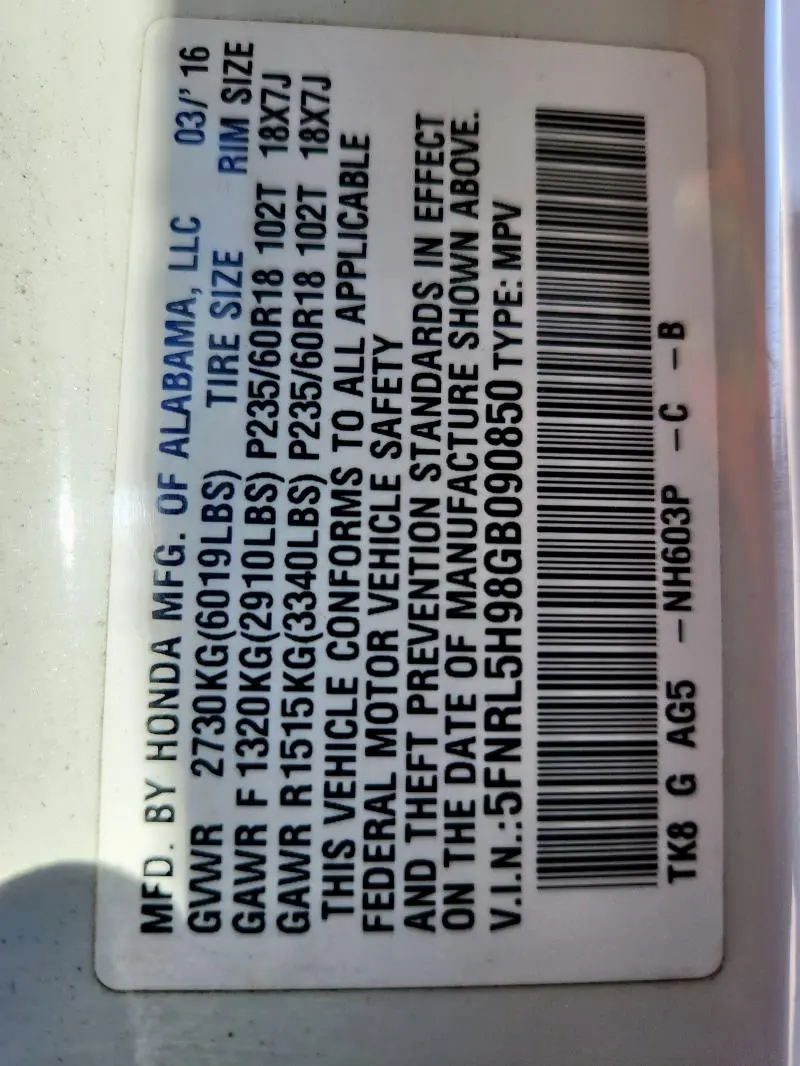 MFD. BY HONDA MFG. OF ALABAMA, LLC 03/' 16
GVWR 2730KG(6019LBS) TIRE SIZE RIM SIZE
GAWR F 1320KG(2910LBS) P235/60R18 102T 18X7J
GAWR R 1515KG(3340LBS) P235/60R18 102T 18X7J
THIS VEHICLE CONFORMS TO ALL APPLICABLE
FEDERAL MOTOR VEHICLE SAFETY
AND THEFT PREVENTION STANDARDS IN EFFECT
ON THE DATE OF MANUFACTURE SHOWN ABOVE.
V.I.N.:5FNRL5H98GB090850 TYPE: MPV
TK8 G AG5 -NH603P -C -B